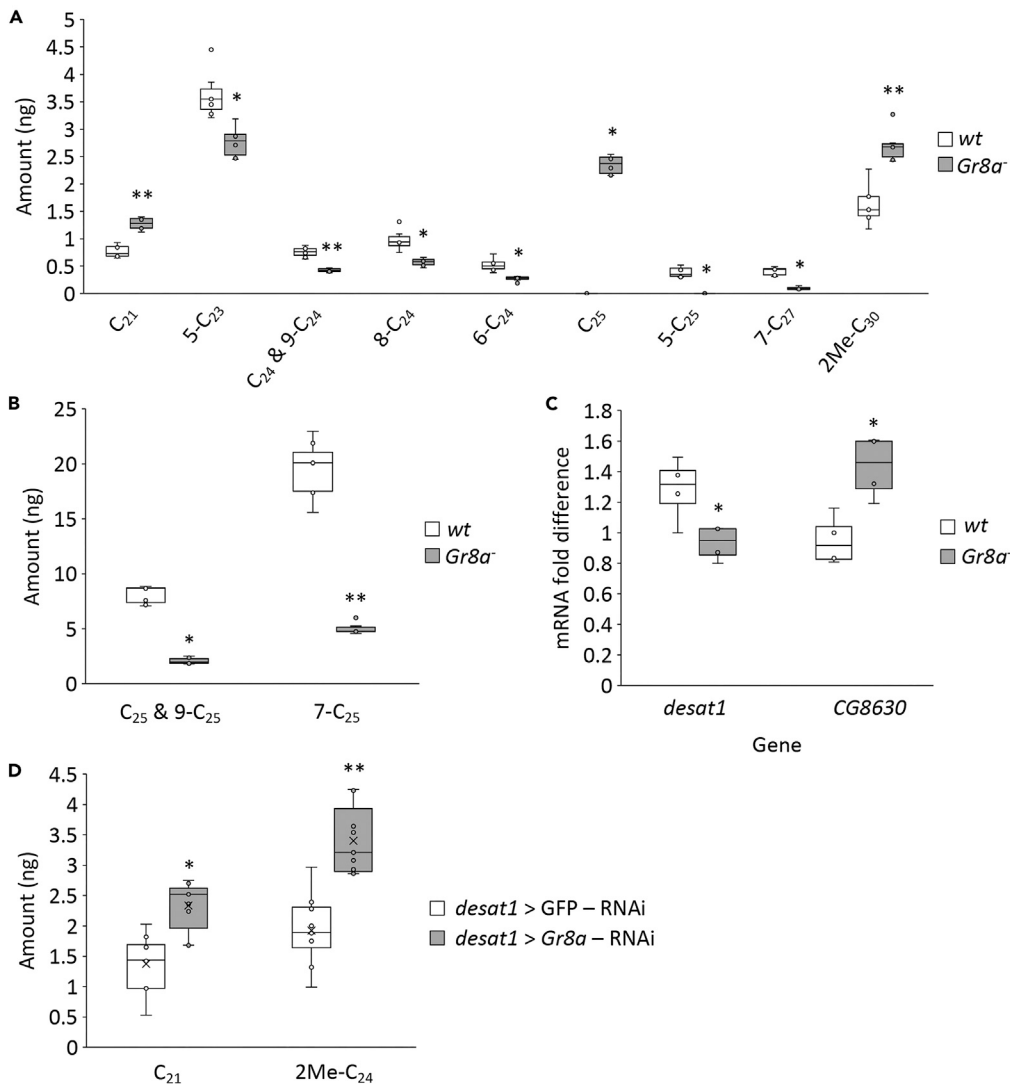 A
Amount (ng)
5
4.5
4
3.5
3
2.5
2
1.5
1
0.5
0
** * ** * * * * * **
C₂₁ 5-C₂₃ C₂₄ & 9-C₂₄ 8-C₂₄ 6-C₂₄ C₂₅ 5-C₂₅ 7-C₂₇ 2Me-C₃₀
wt
Gr8a⁻
B
Amount (ng)
25
20
15
10
5
0
* **
C₂₅ & 9-C₂₅ 7-C₂₅
wt
Gr8a⁻
C
mRNA fold difference
1.8
1.6
1.4
1.2
1
0.8
0.6
0.4
0.2
0
* *
desat1 CG8630
Gene
wt
Gr8a⁻
D
Amount (ng)
4.5
4
3.5
3
2.5
2
1.5
1
0.5
0
* **
C₂₁ 2Me-C₂₄
desat1 > GFP – RNAi
desat1 > Gr8a – RNAi